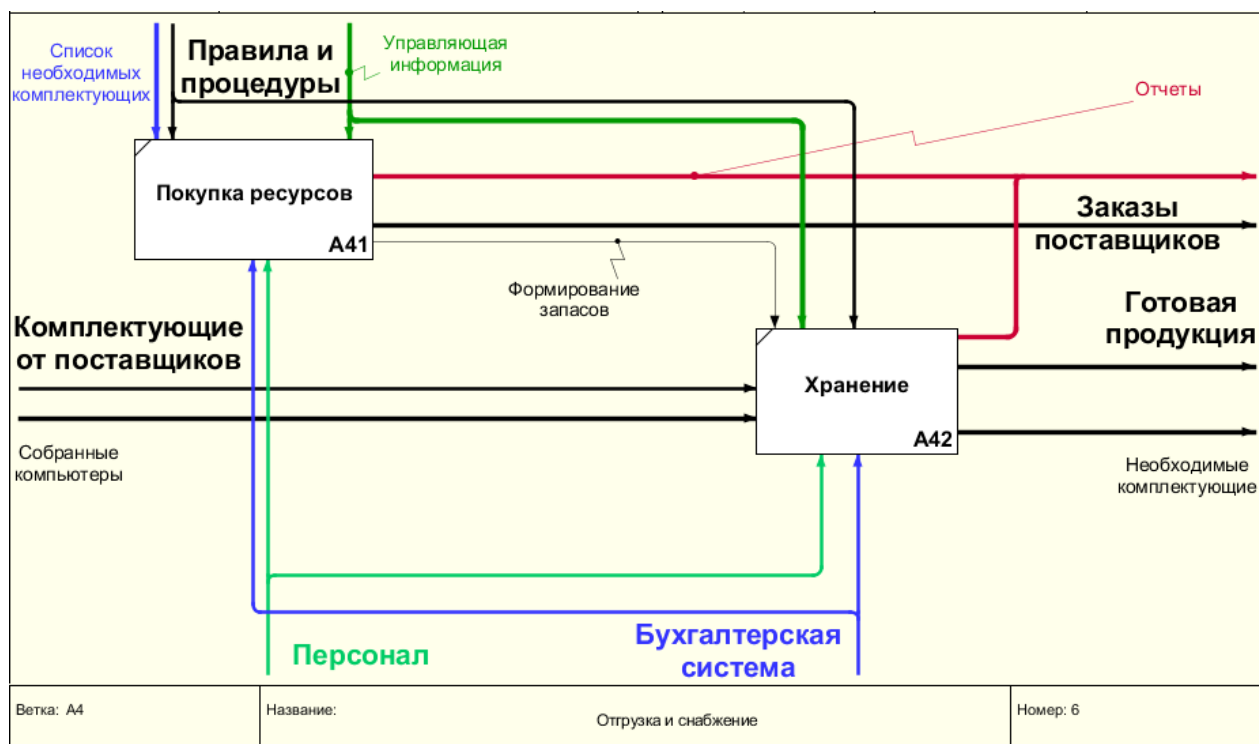 Список
необходимых
комплектующих
Правила и
процедуры
Управляющая
информация
Отчеты
Покупка ресурсов
A41
Заказы
поставщиков
Формирование
запасов
Комплектующие
от поставщиков
Готовая
продукция
Хранение
A42
Собранные
компьютеры
Необходимые
комплектующие
Персонал
Бухгалтерская
система
Ветка: A4
Название:
Отгрузка и снабжение
Номер: 6